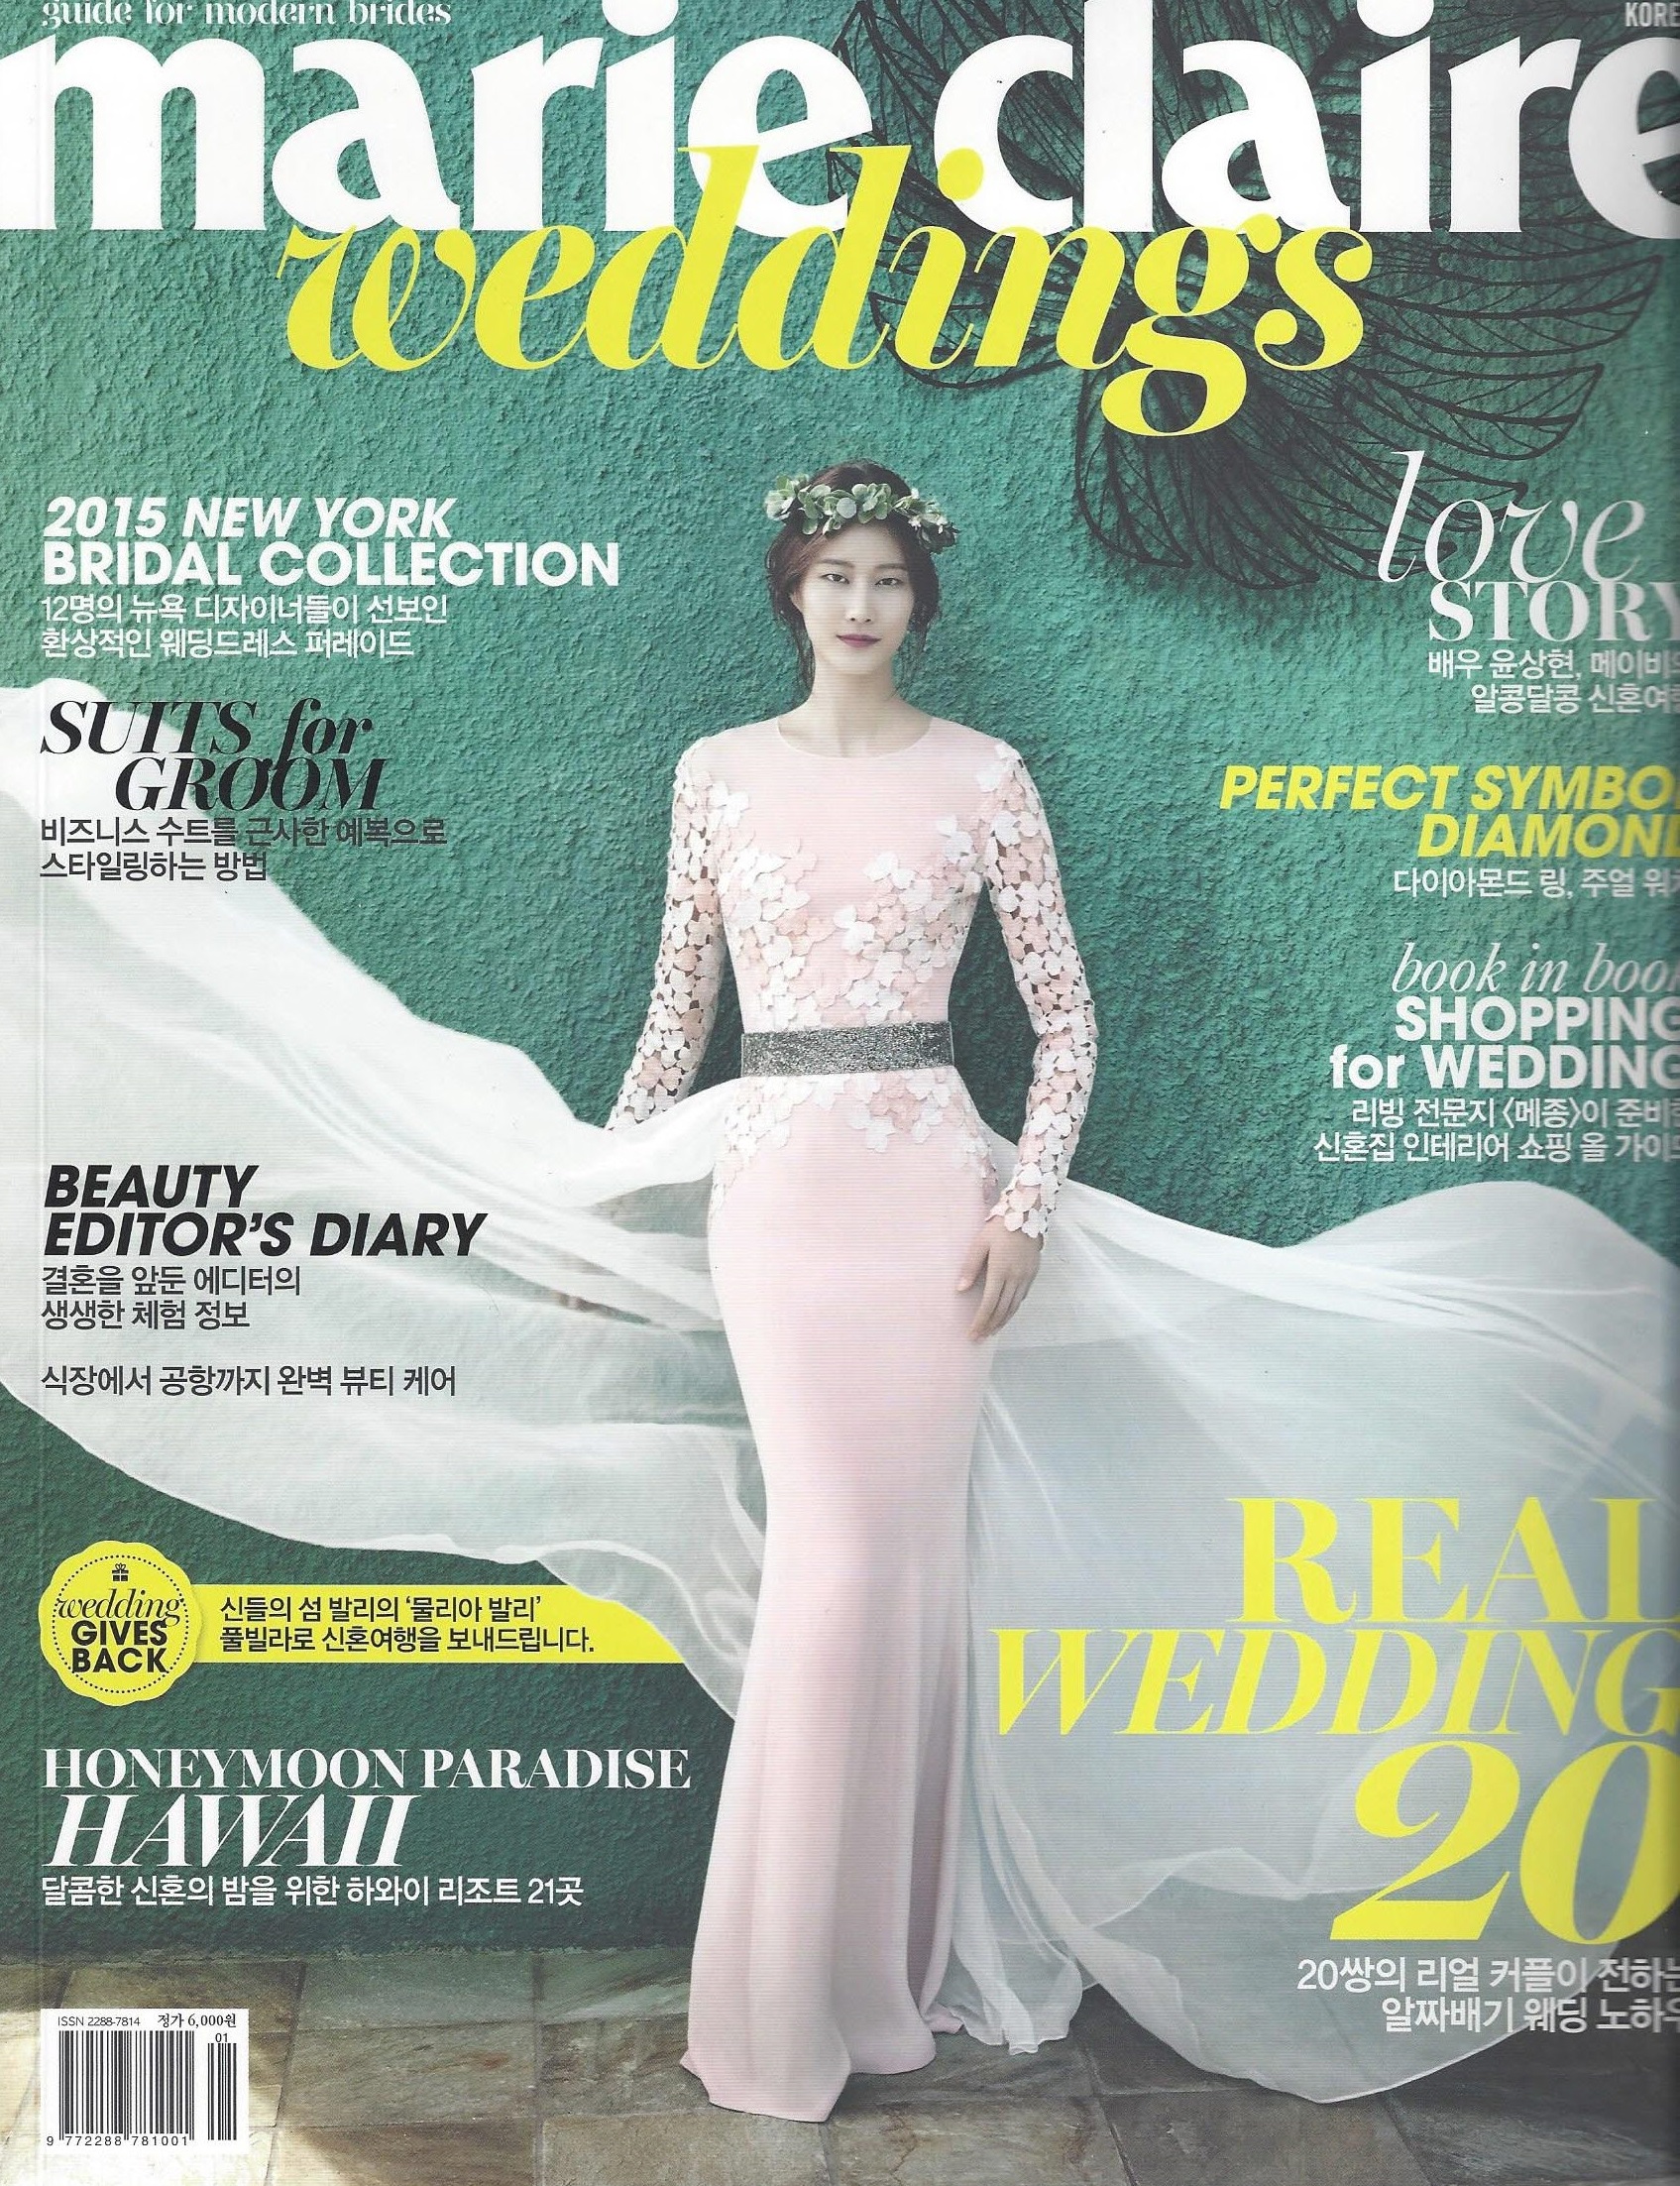 guide for modern brides
marie claire
weddings
2015 NEW YORK
BRIDAL COLLECTION
12명의 뉴욕 디자이너들이 선보인
환상적인 웨딩드레스 퍼레이드
SUITS for
GROOM
비즈니스 수트를 근사한 예복으로
스타일링하는 방법
BEAUTY
EDITOR'S DIARY
결혼을 앞둔 에디터의
생생한 체험 정보
식장에서 공항까지 완벽 뷰티 케어
wedding
GIVES
BACK
신들의 섬 발리의 '물리아 발리'
풀빌라로 신혼여행을 보내드립니다.
HONEYMOON PARADISE
HAWAII
달콤한 신혼의 밤을 위한 하와이 리조트 21곳
ISSN 2288-7814 정가 6,000원
01
9 772288 781001
love
STORY
배우 윤상현,
알콩달콩
PERFECT
다이아몬드 링, 주얼
book in
SHOPPING
for WEDDING
리빙 전문지 〈메종〉이
신혼집 인테리어 쇼핑 올
REAL
WEDDING
20
20쌍의 리얼 커플이 전하는
알짜배기 웨딩